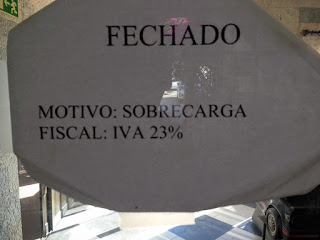 FECHADO
MOTIVO: SOBRECARGA
FISCAL: IVA 23%